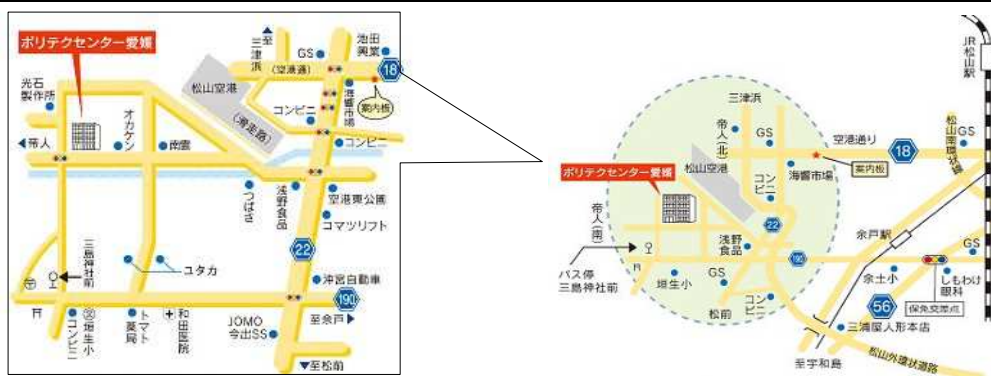 ポリテクセンター愛媛
至三津浜
GS
池田興業
(空港通)
18
案内板
光石製作所
松山空港
(滑走路)
コンビニ
海響市場
帝人
オカケン
南雲
コンビニ
つばさ
浅野食品
空港東公園
コマツリフト
22
三島神社前
ユタカ
沖宮自動車
190
至余戸
コンビニ
垣生小
トマト薬局
和田医院
JOMO
今出SS
至松前
JR松山駅
三津浜
帝人(北)
GS
空港通り
18
松山南環状線
GS
案内板
海響市場
松山空港
コンビニ
ポリテクセンター愛媛
帝人(南)
22
浅野食品
190
余戸駅
GS
バス停
三島神社前
垣生小
GS
コンビニ
松前
余土小
しもわけ眼科
保免交差点
56
三浦屋人形本店
至宇和島
松山外環状道路